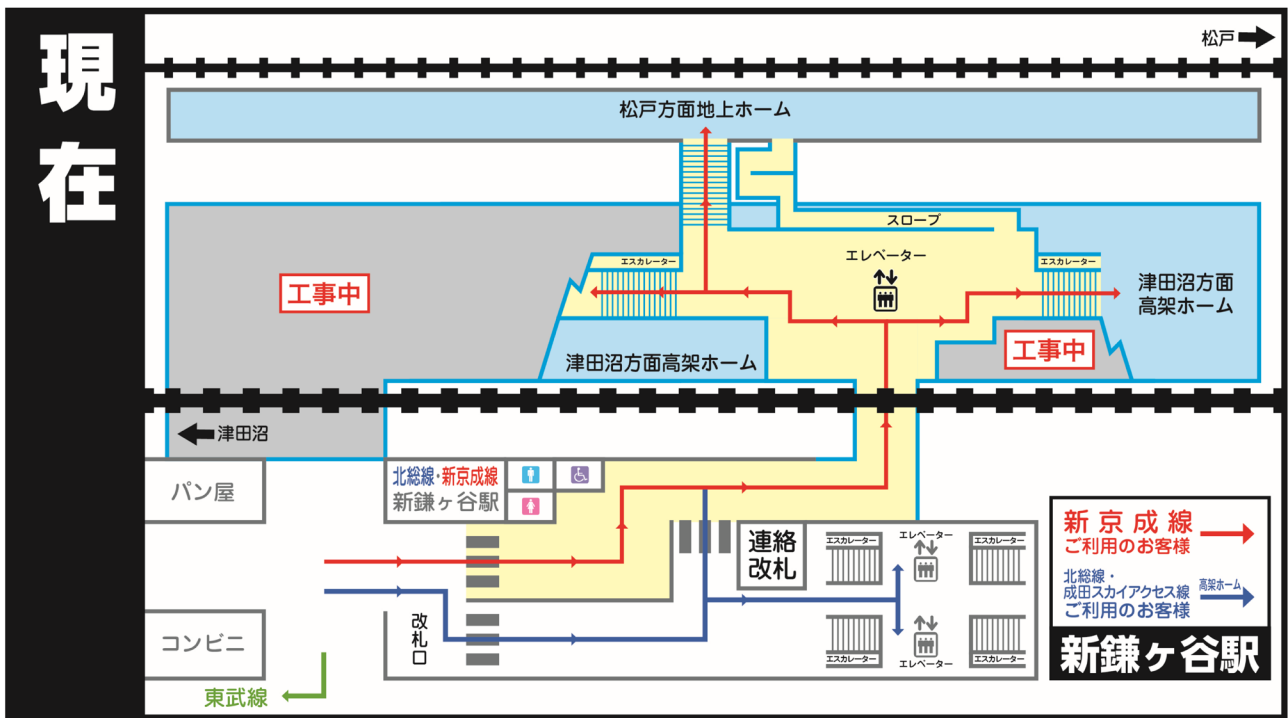 現在
松戸
松戸方面地上ホーム
スロープ
エスカレーター
エレベーター
エスカレーター
工事中
津田沼方面
高架ホーム
工事中
津田沼方面高架ホーム
津田沼
パン屋
北総線・新京成線
新鎌ヶ谷駅
連絡
改札
エスカレーター
エレベーター
エスカレーター
改札口
エスカレーター
エレベーター
エスカレーター
コンビニ
東武線
新京成線
ご利用のお客様
北総線・
成田スカイアクセス線
ご利用のお客様
高架ホーム
新鎌ヶ谷駅